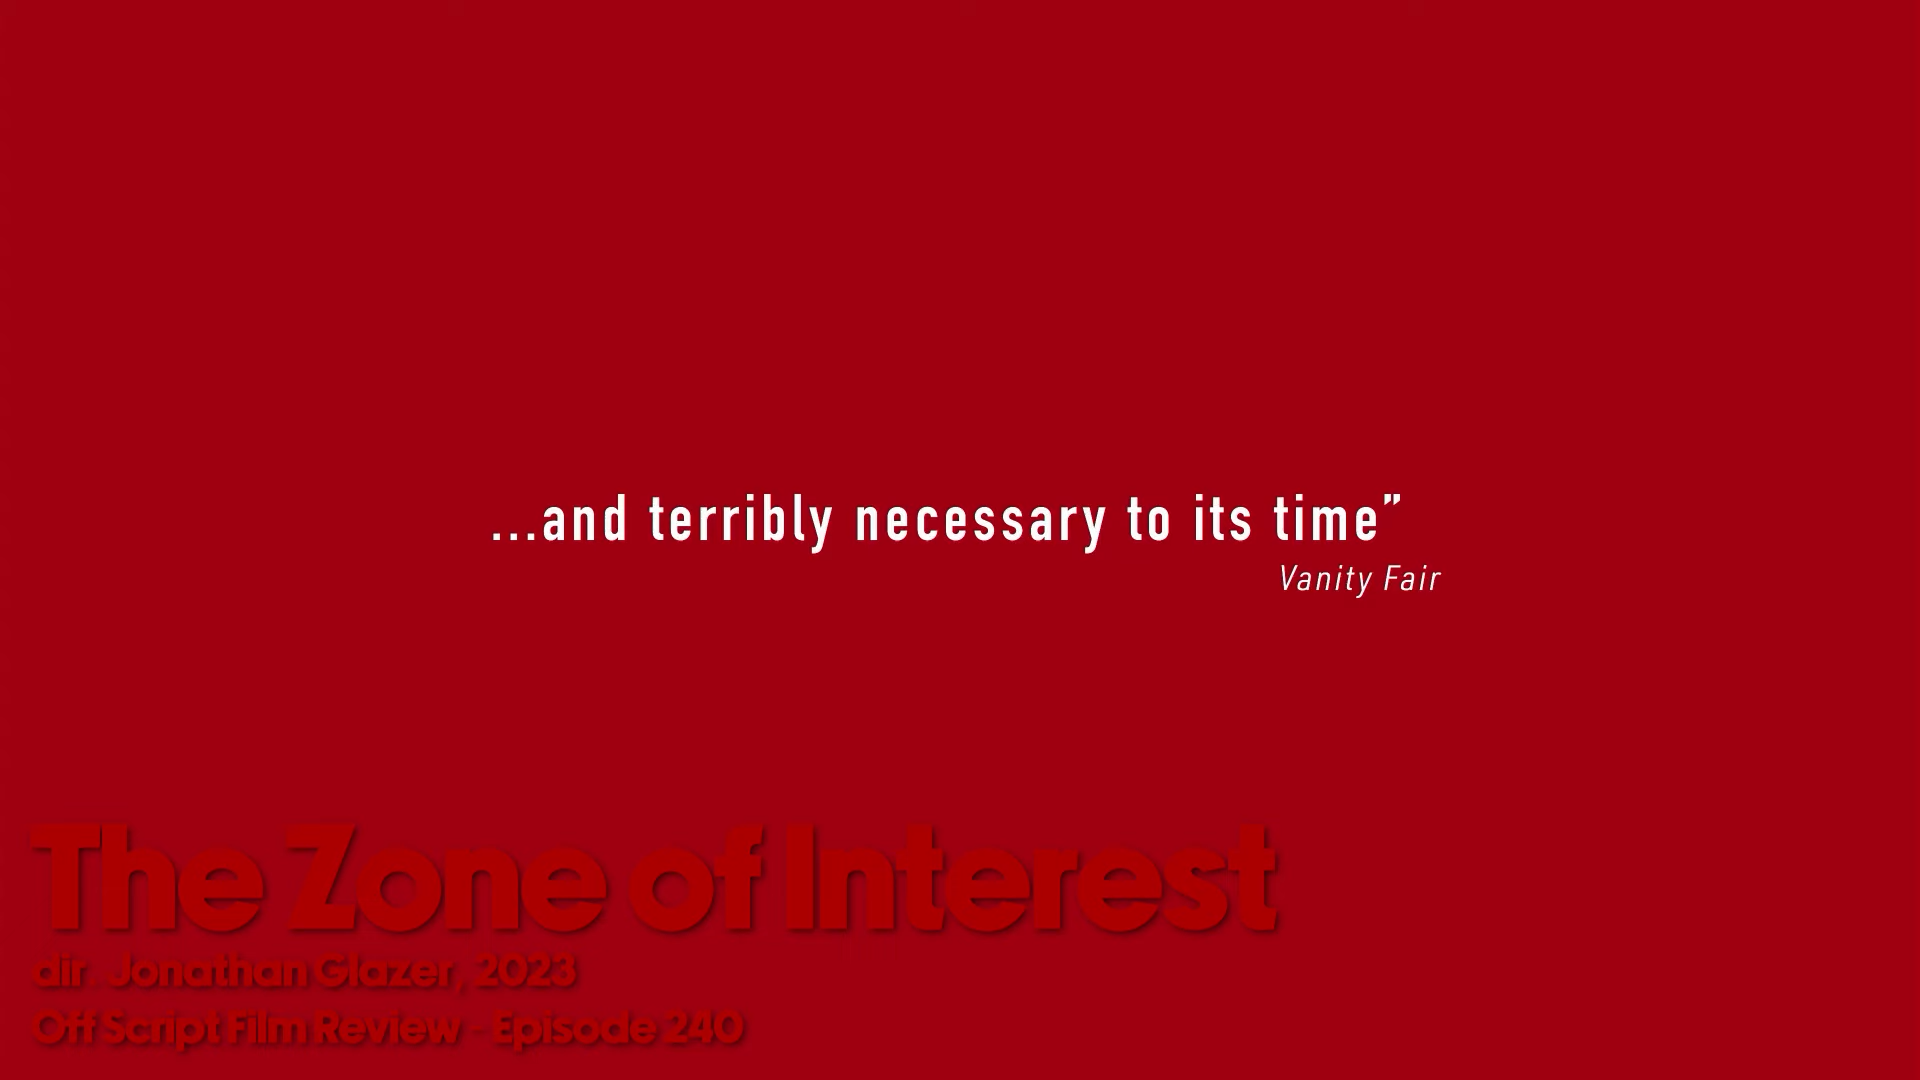 ...and terribly necessary to its time”
Vanity Fair
The Zone of Interest
dir. Jonathan Glazer, 2023
Off Script Film Review - Episode 240